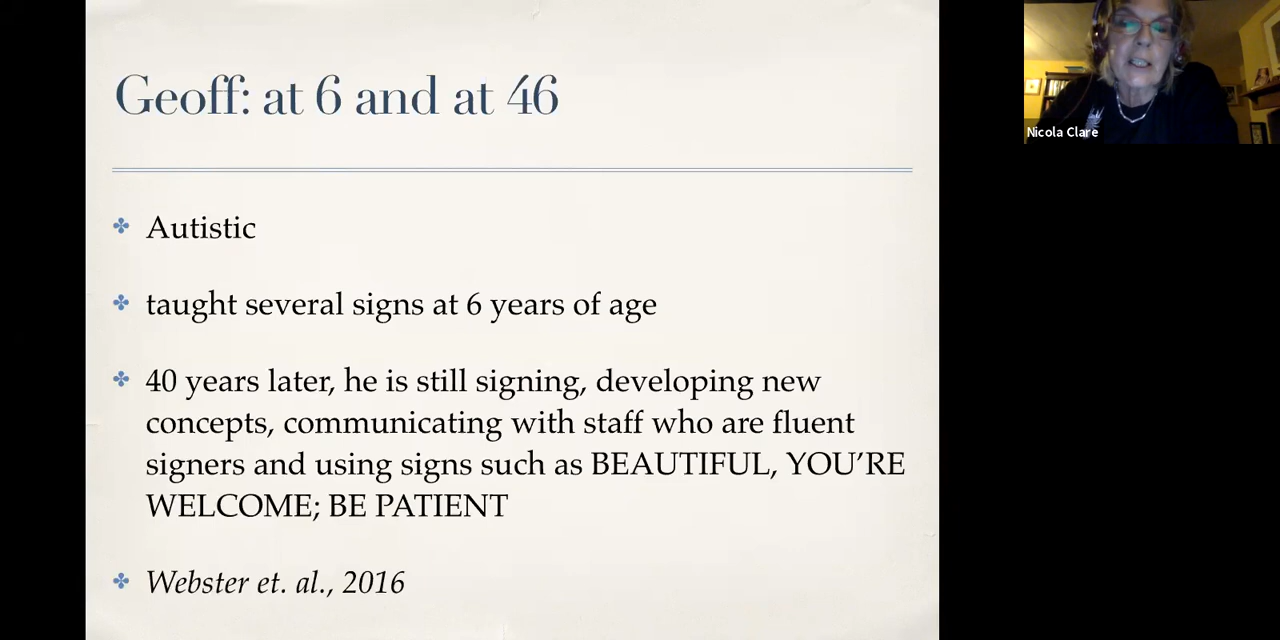 Geoff: at 6 and at 46
Autistic
taught several signs at 6 years of age
40 years later, he is still signing, developing new
concepts, communicating with staff who are fluent
signers and using signs such as BEAUTIFUL, YOU’RE
WELCOME; BE PATIENT
Webster et. al., 2016
Nicola Clare